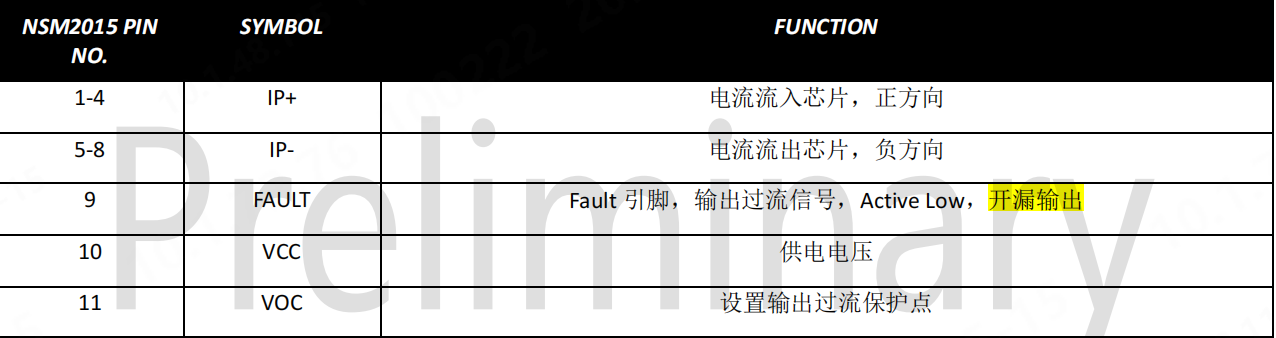 NSM2015 PIN NO. SYMBOL FUNCTION
1-4 IP+ 电流流入芯片，正方向
5-8 IP- 电流流出芯片，负方向
9 FAULT Fault 引脚，输出过流信号，Active Low，开漏输出
10 VCC 供电电压
11 VOC 设置输出过流保护点
Preliminary